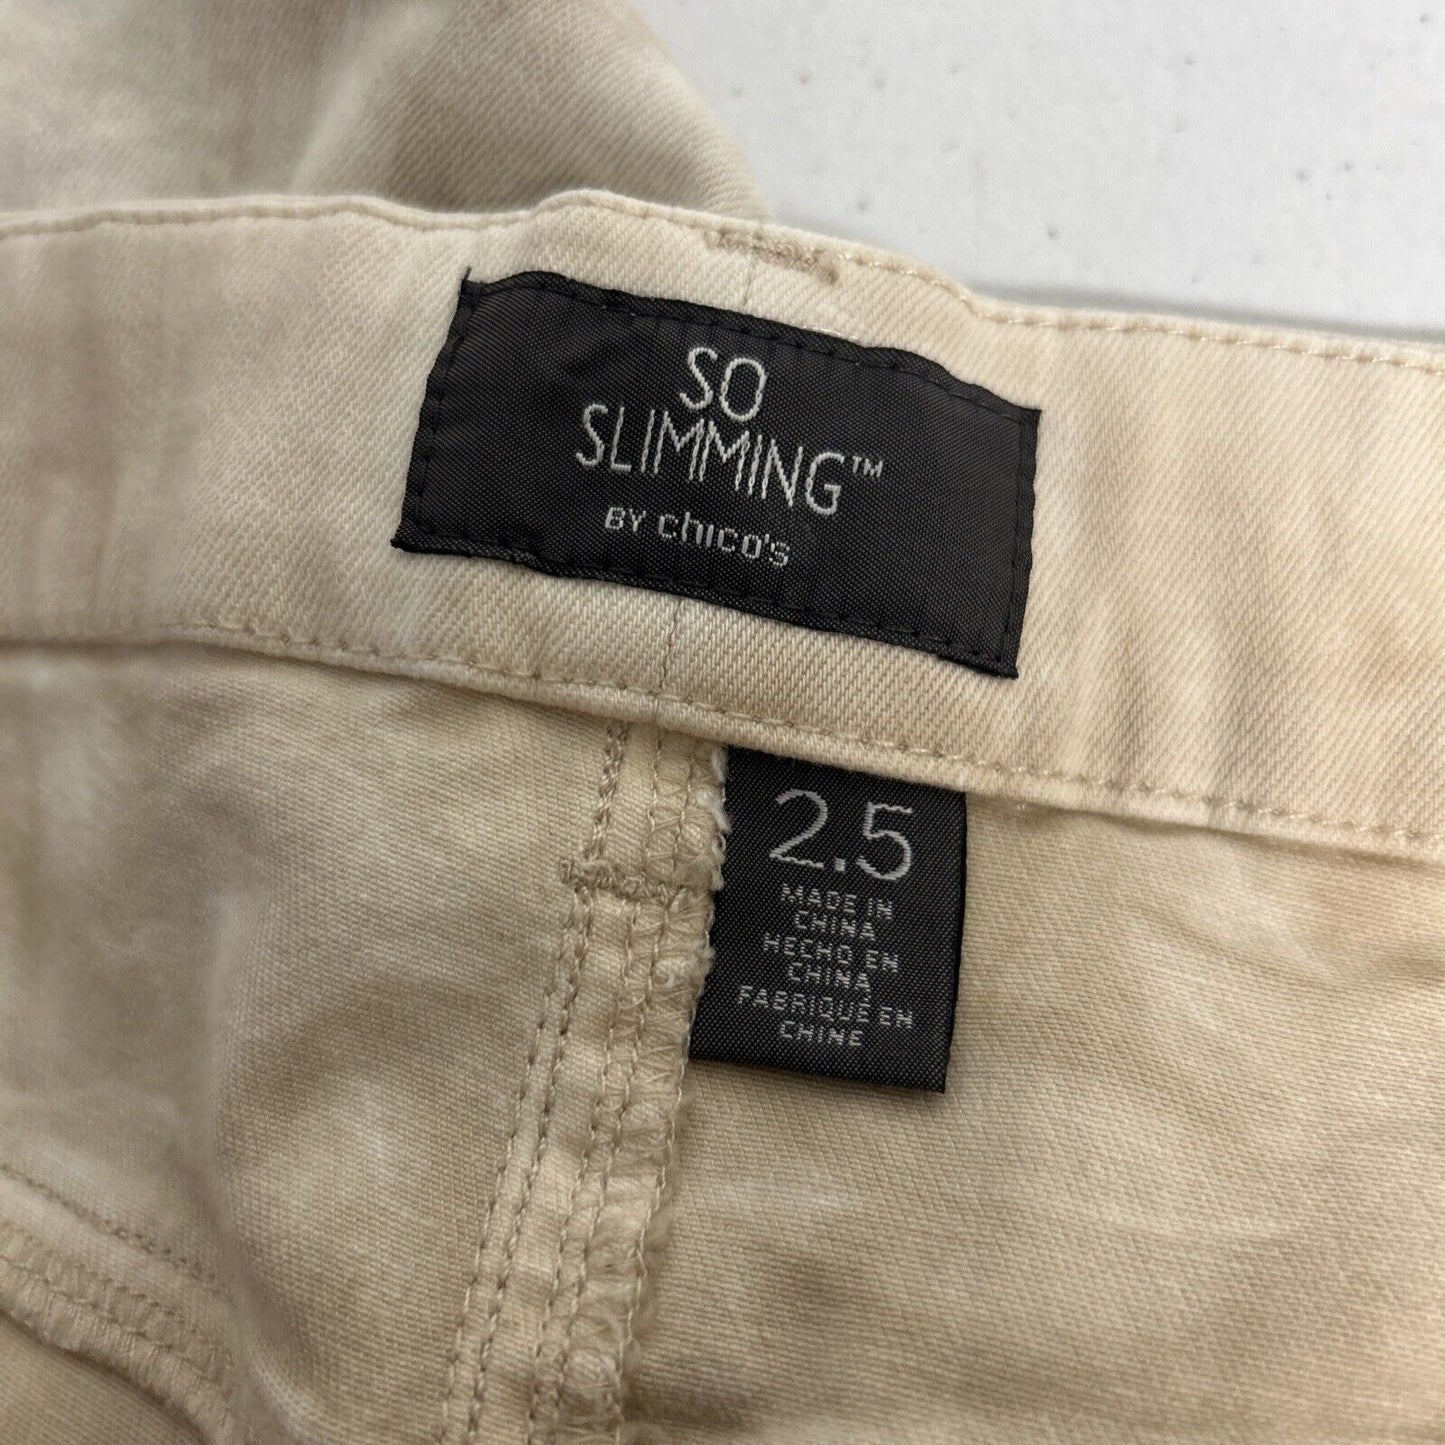 SO
SLIMMING™
BY chico's
2.5
MADE IN
CHINA
HECHO EN
CHINA
FABRIQUÉ EN
CHINE